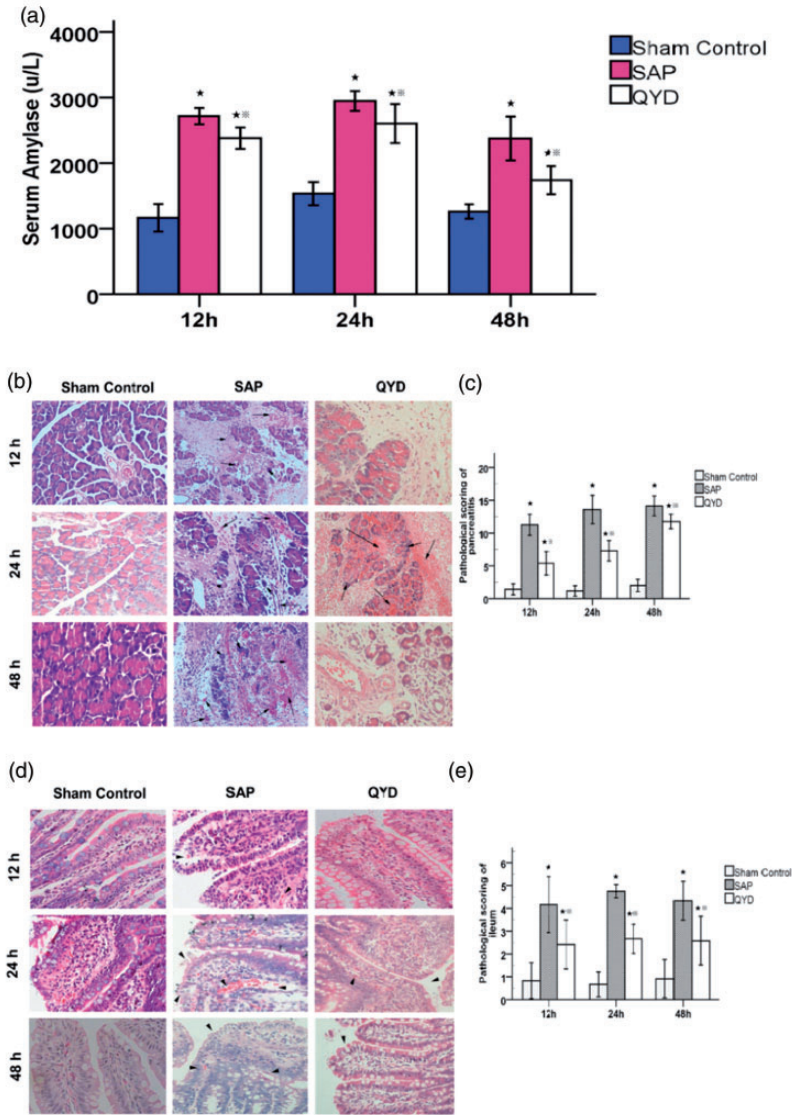 (a)
4000
3000
2000
1000
0
Serum Amylase (u/L)
★
★※
★
★※
★
★※
12h
24h
48h
Sham Control
SAP
QYD
(b)
Sham Control
SAP
QYD
12 h
24 h
48 h
(c)
20
15
10
5
0
Pathological scoring of
pancreatitis
★
★※
★
★※
★
★※
12h
24h
48h
Sham Control
SAP
QYD
(d)
Sham Control
SAP
QYD
12 h
24 h
48 h
(e)
6
5
4
3
2
1
0
Pathological scoring of
ileum
★
★※
★
★※
★
★※
12h
24h
48h
Sham Control
SAP
QYD